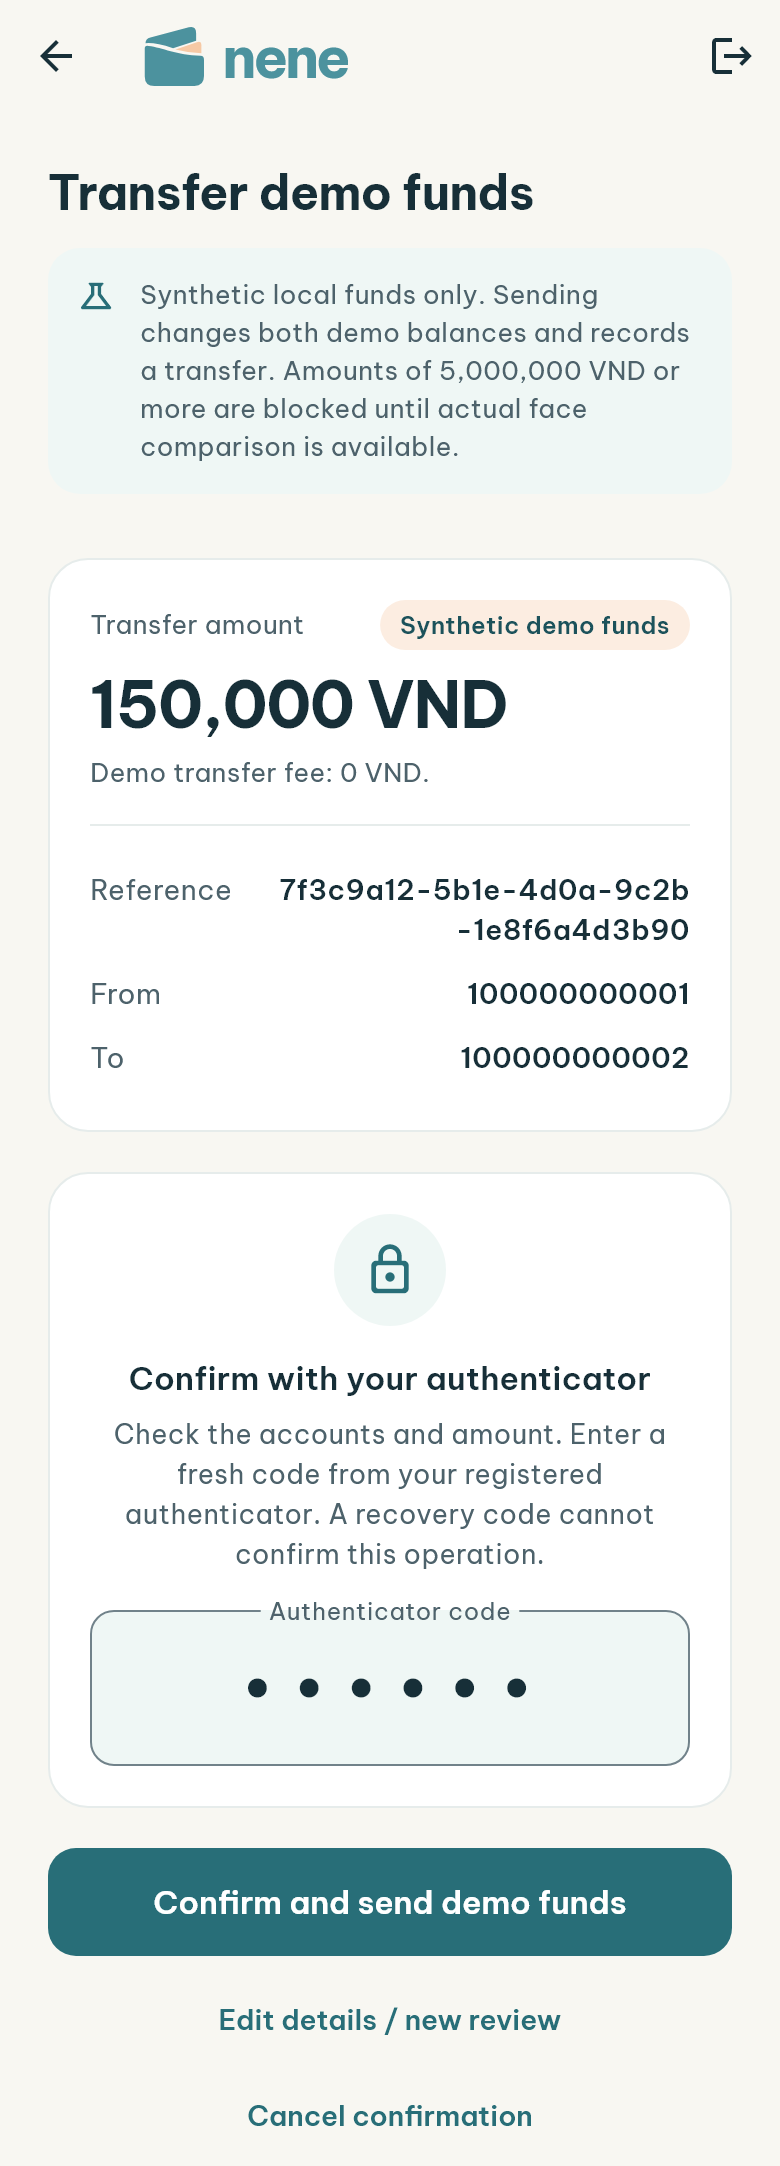 nene
Transfer demo funds
Synthetic local funds only. Sending
changes both demo balances and records
a transfer. Amounts of 5,000,000 VND or
more are blocked until actual face
comparison is available.
Transfer amount
Synthetic demo funds
150,000 VND
Demo transfer fee: 0 VND.
Reference 7f3c9a12-5b1e-4d0a-9c2b
-1e8f6a4d3b90
From 100000000001
To 100000000002
Confirm with your authenticator
Check the accounts and amount. Enter a
fresh code from your registered
authenticator. A recovery code cannot
confirm this operation.
Authenticator code
••••••
Confirm and send demo funds
Edit details / new review
Cancel confirmation